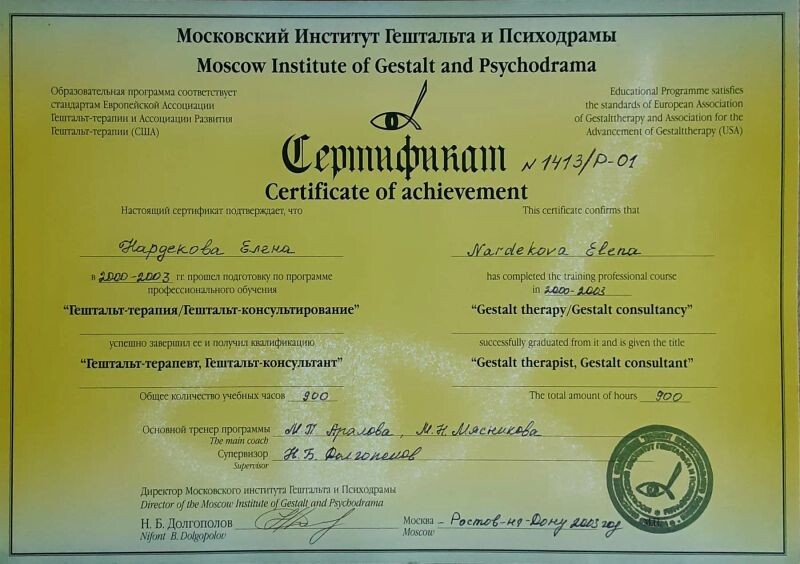 Московский Институт Гештальта и Психодрамы
Moscow Institute of Gestalt and Psychodrama
Образовательная программа соответствует
стандартам Европейской Ассоциации
Гештальт-терапии и Ассоциации Развития
Гештальт-терапии (США)
Educational Programme satisfies
the standards of European Association
of Gestalttherapy and Association for the
Advancement of Gestalttherapy (USA)
Сертификат N 1413/Р-01
Certificate of achievement
Настоящий сертификат подтверждает, что
Нардекова Елена
в 2000-2003 гг. прошел подготовку по программе
профессионального обучения
“Гештальт-терапия/Гештальт-консультирование”
успешно завершил ее и получил квалификацию
“Гештальт-терапевт, Гештальт-консультант”
Общее количество учебных часов 900
This certificate confirms that
Nardekova Elena
has completed the training professional course
in 2000-2003
“Gestalt therapy/Gestalt consultancy”
successfully graduated from it and is given the title
“Gestalt therapist, Gestalt consultant”
The total amount of hours 900
Основной тренер программы М.П. Аралова, М.Н. Мясникова
The main coach
Супервизор Н.Б. Долгополов
Supervisor
Директор Московского института Гештальта и Психодрамы
Director of the Moscow Institute of Gestalt and Psychodrama
Н. Б. Долгополов
Nifont B. Dolgopolov
Москва - Ростов-на-Дону 2003 год
Moscow